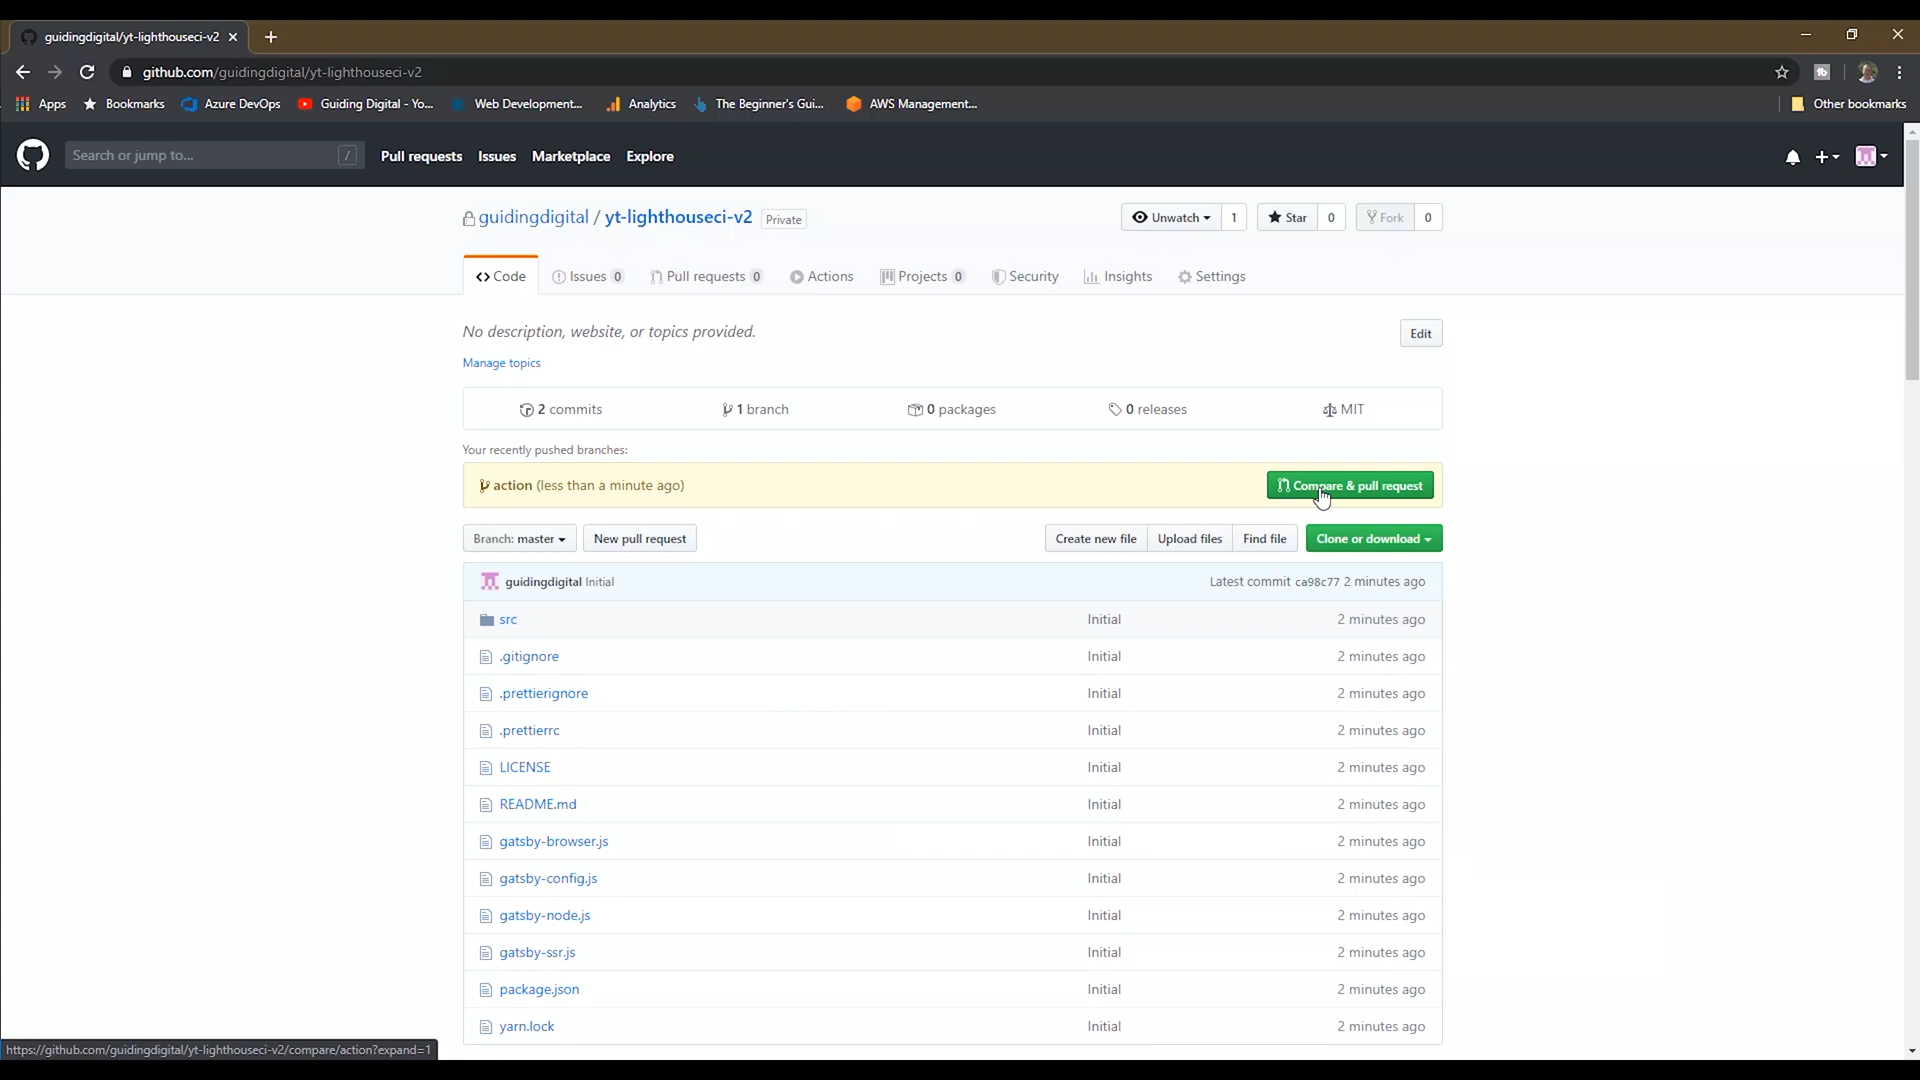 guidingdigital/yt-lighthouseci-v2
github.com/guidingdigital/yt-lighthouseci-v2
Apps Bookmarks Azure DevOps Guiding Digital - Yo... Web Development... Analytics The Beginner's Gui... AWS Management... Other bookmarks
Search or jump to... / Pull requests Issues Marketplace Explore
guidingdigital / yt-lighthouseci-v2 Private Unwatch 1 Star 0 Fork 0
Code Issues 0 Pull requests 0 Actions Projects 0 Security Insights Settings
No description, website, or topics provided. Edit
Manage topics
2 commits 1 branch 0 packages 0 releases MIT
Your recently pushed branches:
action (less than a minute ago) Compare & pull request
Branch: master New pull request Create new file Upload files Find file Clone or download
guidingdigital Initial Latest commit ca98c77 2 minutes ago
src Initial 2 minutes ago
.gitignore Initial 2 minutes ago
.prettierignore Initial 2 minutes ago
.prettierrc Initial 2 minutes ago
LICENSE Initial 2 minutes ago
README.md Initial 2 minutes ago
gatsby-browser.js Initial 2 minutes ago
gatsby-config.js Initial 2 minutes ago
gatsby-node.js Initial 2 minutes ago
gatsby-ssr.js Initial 2 minutes ago
package.json Initial 2 minutes ago
yarn.lock Initial 2 minutes ago
https://github.com/guidingdigital/yt-lighthouseci-v2/compare/action?expand=1